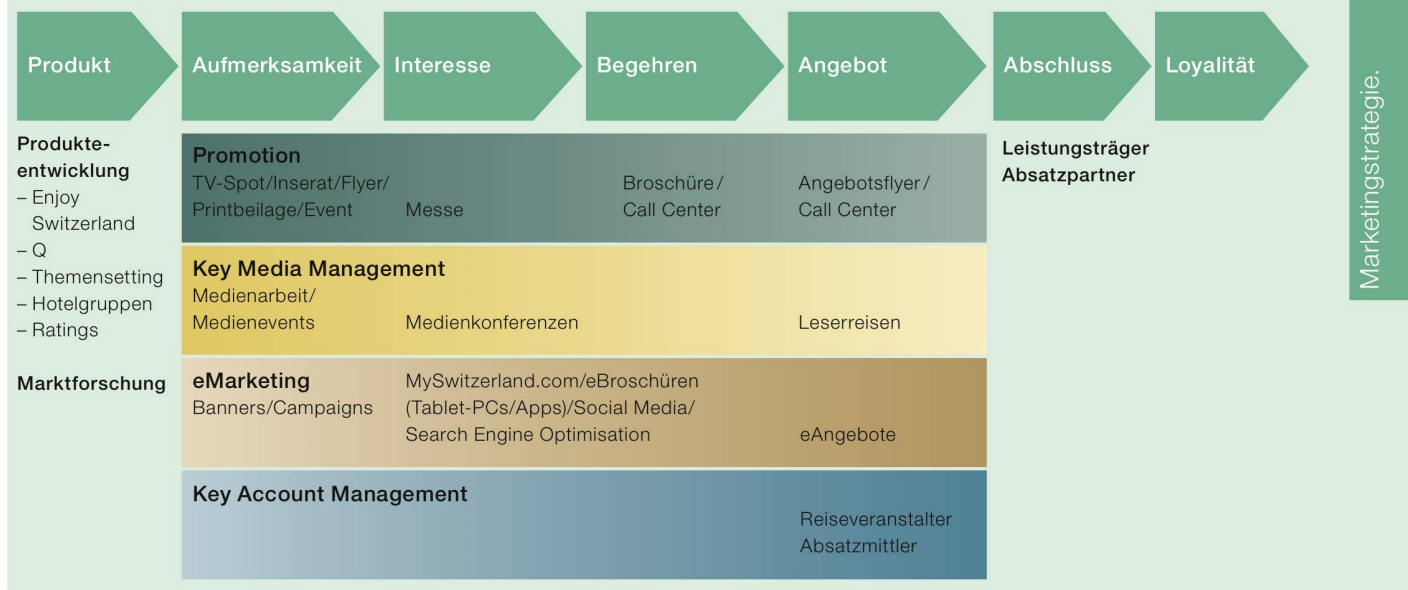 Produkt
Aufmerksamkeit
Interesse
Begehren
Angebot
Abschluss
Loyalität
Marketingstrategie.
Produkte-
entwicklung
– Enjoy
Switzerland
– Q
– Themensetting
– Hotelgruppen
– Ratings
Marktforschung
Promotion
TV-Spot/Inserat/Flyer/
Printbeilage/Event
Messe
Broschüre/
Call Center
Angebotsflyer/
Call Center
Key Media Management
Medienarbeit/
Medienevents
Medienkonferenzen
Leserreisen
eMarketing
Banners/Campaigns
MySwitzerland.com/eBroschüren
(Tablet-PCs/Apps)/Social Media/
Search Engine Optimisation
eAngebote
Key Account Management
Reiseveranstalter
Absatzmittler
Leistungsträger
Absatzpartner